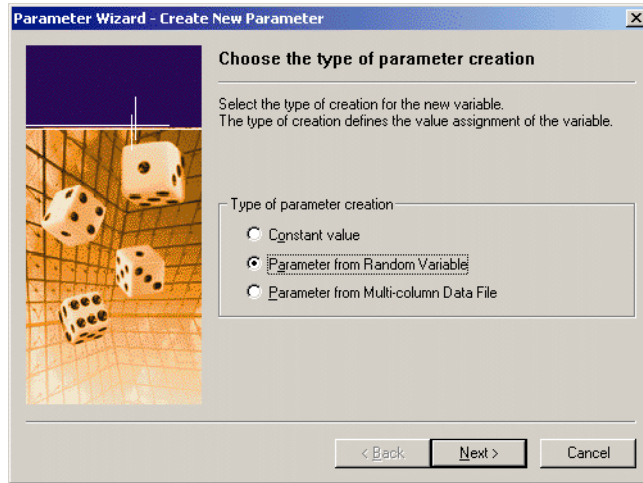 Parameter Wizard - Create New Parameter
Choose the type of parameter creation
Select the type of creation for the new variable.
The type of creation defines the value assignment of the variable.
Type of parameter creation
Constant value
Parameter from Random Variable
Parameter from Multi-column Data File
< Back
Next >
Cancel